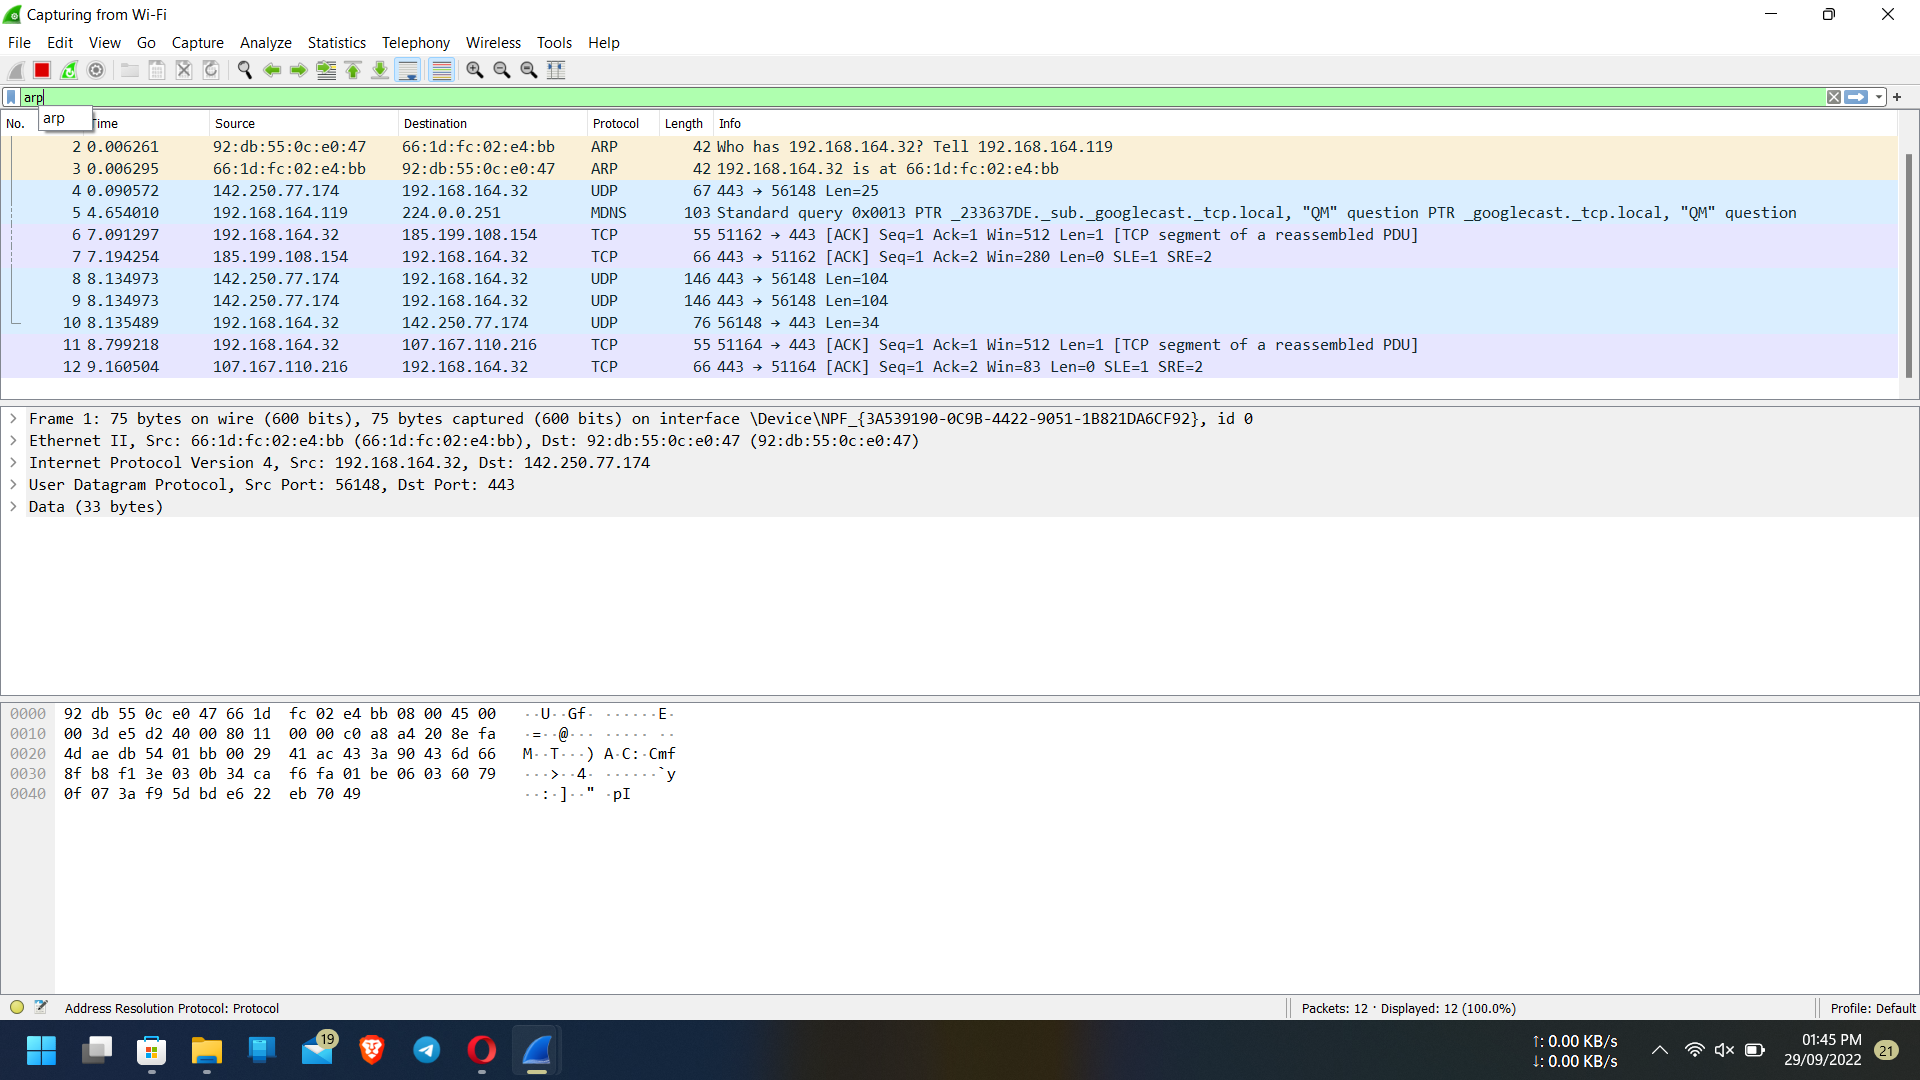 Capturing from Wi-Fi
File Edit View Go Capture Analyze Statistics Telephony Wireless Tools Help
arp
arp
No. Time Source Destination Protocol Length Info
2 0.006261 92:db:55:0c:e0:47 66:1d:fc:02:e4:bb ARP 42 Who has 192.168.164.32? Tell 192.168.164.119
3 0.006295 66:1d:fc:02:e4:bb 92:db:55:0c:e0:47 ARP 42 192.168.164.32 is at 66:1d:fc:02:e4:bb
4 0.090572 142.250.77.174 192.168.164.32 UDP 67 443 → 56148 Len=25
5 4.654010 192.168.164.119 224.0.0.251 MDNS 103 Standard query 0x0013 PTR _233637DE._sub._googlecast._tcp.local, "QM" question PTR _googlecast._tcp.local, "QM" question
6 7.091297 192.168.164.32 185.199.108.154 TCP 55 51162 → 443 [ACK] Seq=1 Ack=1 Win=512 Len=1 [TCP segment of a reassembled PDU]
7 7.194254 185.199.108.154 192.168.164.32 TCP 66 443 → 51162 [ACK] Seq=1 Ack=2 Win=280 Len=0 SLE=1 SRE=2
8 8.134973 142.250.77.174 192.168.164.32 UDP 146 443 → 56148 Len=104
9 8.134973 142.250.77.174 192.168.164.32 UDP 146 443 → 56148 Len=104
10 8.135489 192.168.164.32 142.250.77.174 UDP 76 56148 → 443 Len=34
11 8.799218 192.168.164.32 107.167.110.216 TCP 55 51164 → 443 [ACK] Seq=1 Ack=1 Win=512 Len=1 [TCP segment of a reassembled PDU]
12 9.160504 107.167.110.216 192.168.164.32 TCP 66 443 → 51164 [ACK] Seq=1 Ack=2 Win=83 Len=0 SLE=1 SRE=2
Frame 1: 75 bytes on wire (600 bits), 75 bytes captured (600 bits) on interface \Device\NPF_{3A539190-0C9B-4422-9051-1B821DA6CF92}, id 0
Ethernet II, Src: 66:1d:fc:02:e4:bb (66:1d:fc:02:e4:bb), Dst: 92:db:55:0c:e0:47 (92:db:55:0c:e0:47)
Internet Protocol Version 4, Src: 192.168.164.32, Dst: 142.250.77.174
User Datagram Protocol, Src Port: 56148, Dst Port: 443
Data (33 bytes)
0000 92 db 55 0c e0 47 66 1d fc 02 e4 bb 08 00 45 00 ··U··Gf· ······E·
0010 00 3d e5 d2 40 00 80 11 00 00 c0 a8 a4 20 8e fa ·=··@··· ····· ··
0020 4d ae db 54 01 bb 00 29 41 ac 43 3a 90 43 6d 66 M··T···) A·C:·Cmf
0030 8f b8 f1 3e 03 0b 34 ca f6 fa 01 be 06 03 60 79 ···>··4· ······`y
0040 0f 07 3a f9 5d bd e6 22 eb 70 49 ··:·]··" ·pI
Address Resolution Protocol: Protocol
Packets: 12 · Displayed: 12 (100.0%)
Profile: Default
19
↑: 0.00 KB/s
↓: 0.00 KB/s
01:45 PM
29/09/2022
21